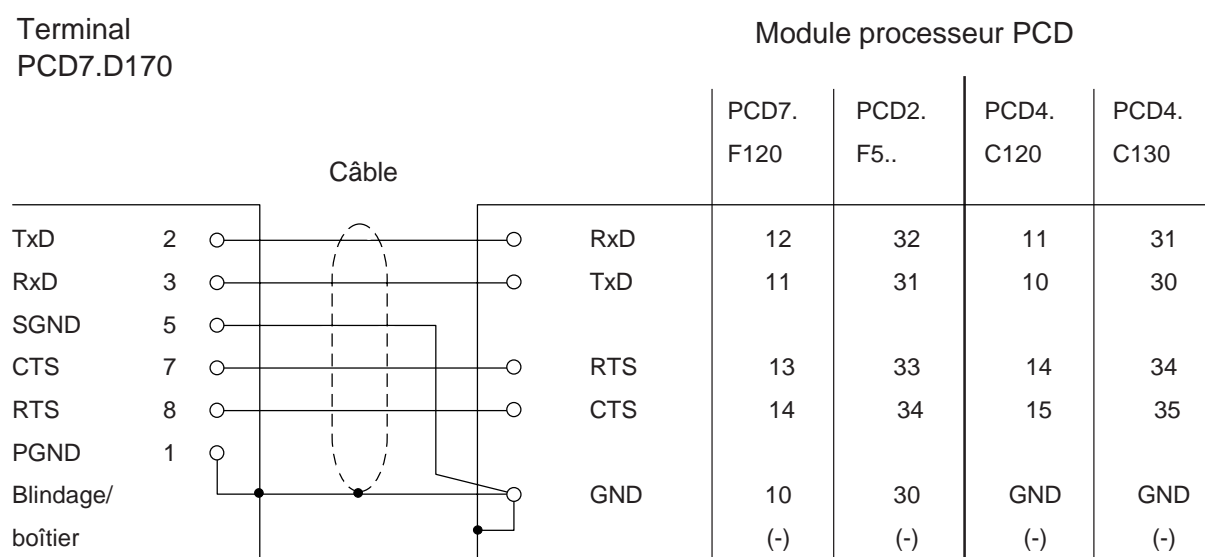 Terminal
PCD7.D170
Module processeur PCD
PCD7. PCD2. PCD4. PCD4.
F120 F5.. C120 C130
Câble
TxD 2 RxD 12 32 11 31
RxD 3 TxD 11 31 10 30
SGND 5
CTS 7 RTS 13 33 14 34
RTS 8 CTS 14 34 15 35
PGND 1
Blindage/ GND 10 30 GND GND
boîtier (-) (-) (-) (-)